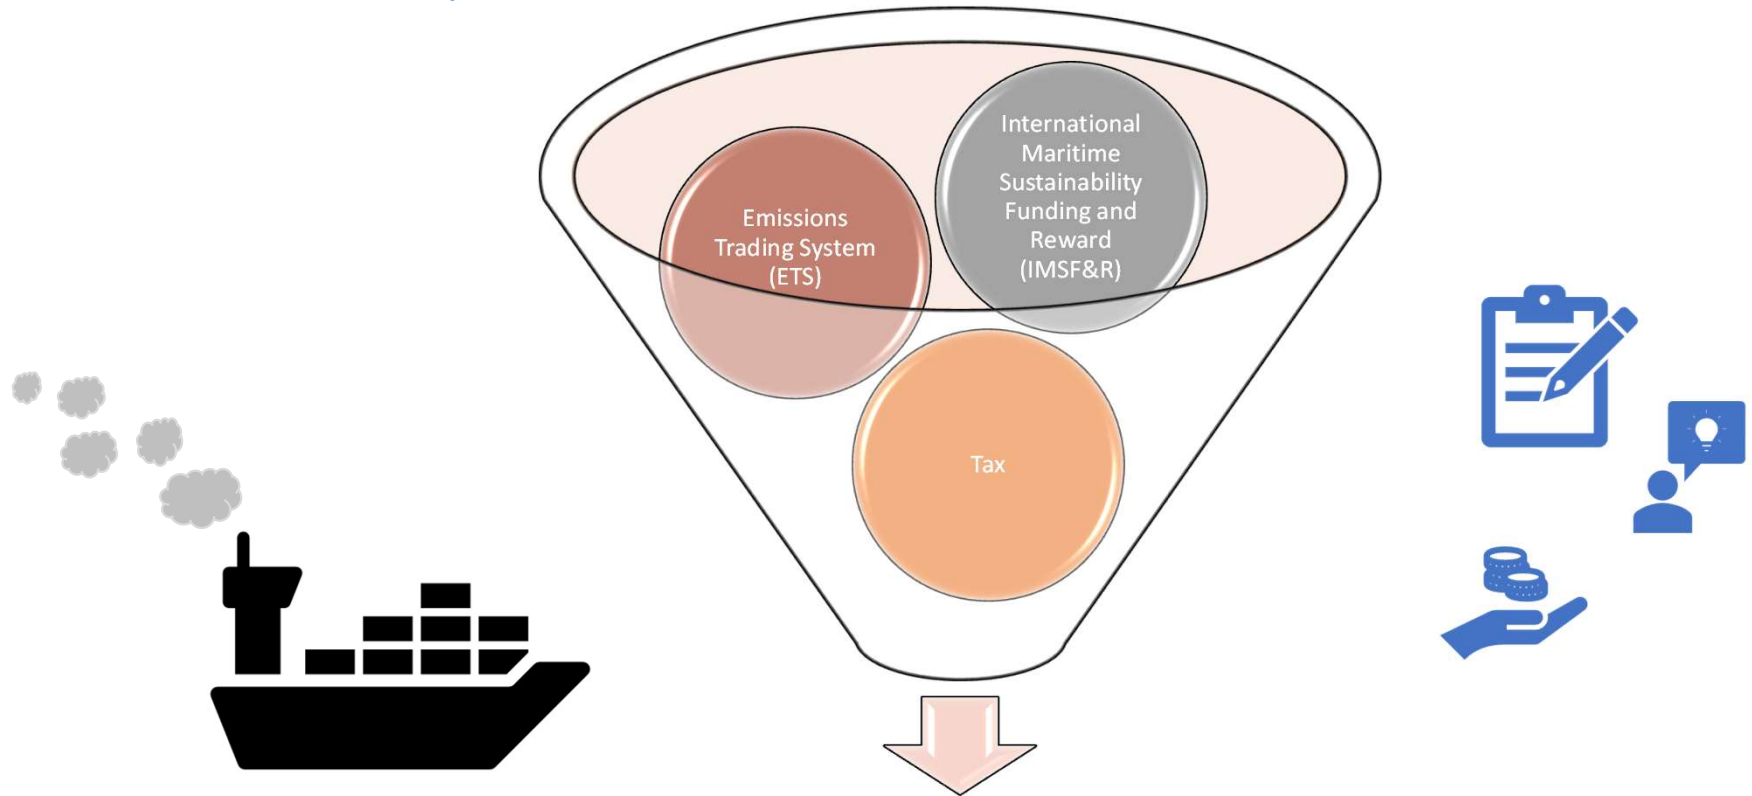 International
Maritime
Sustainability
Funding and
Reward
(IMSF&R)
Emissions
Trading System
(ETS)
Tax